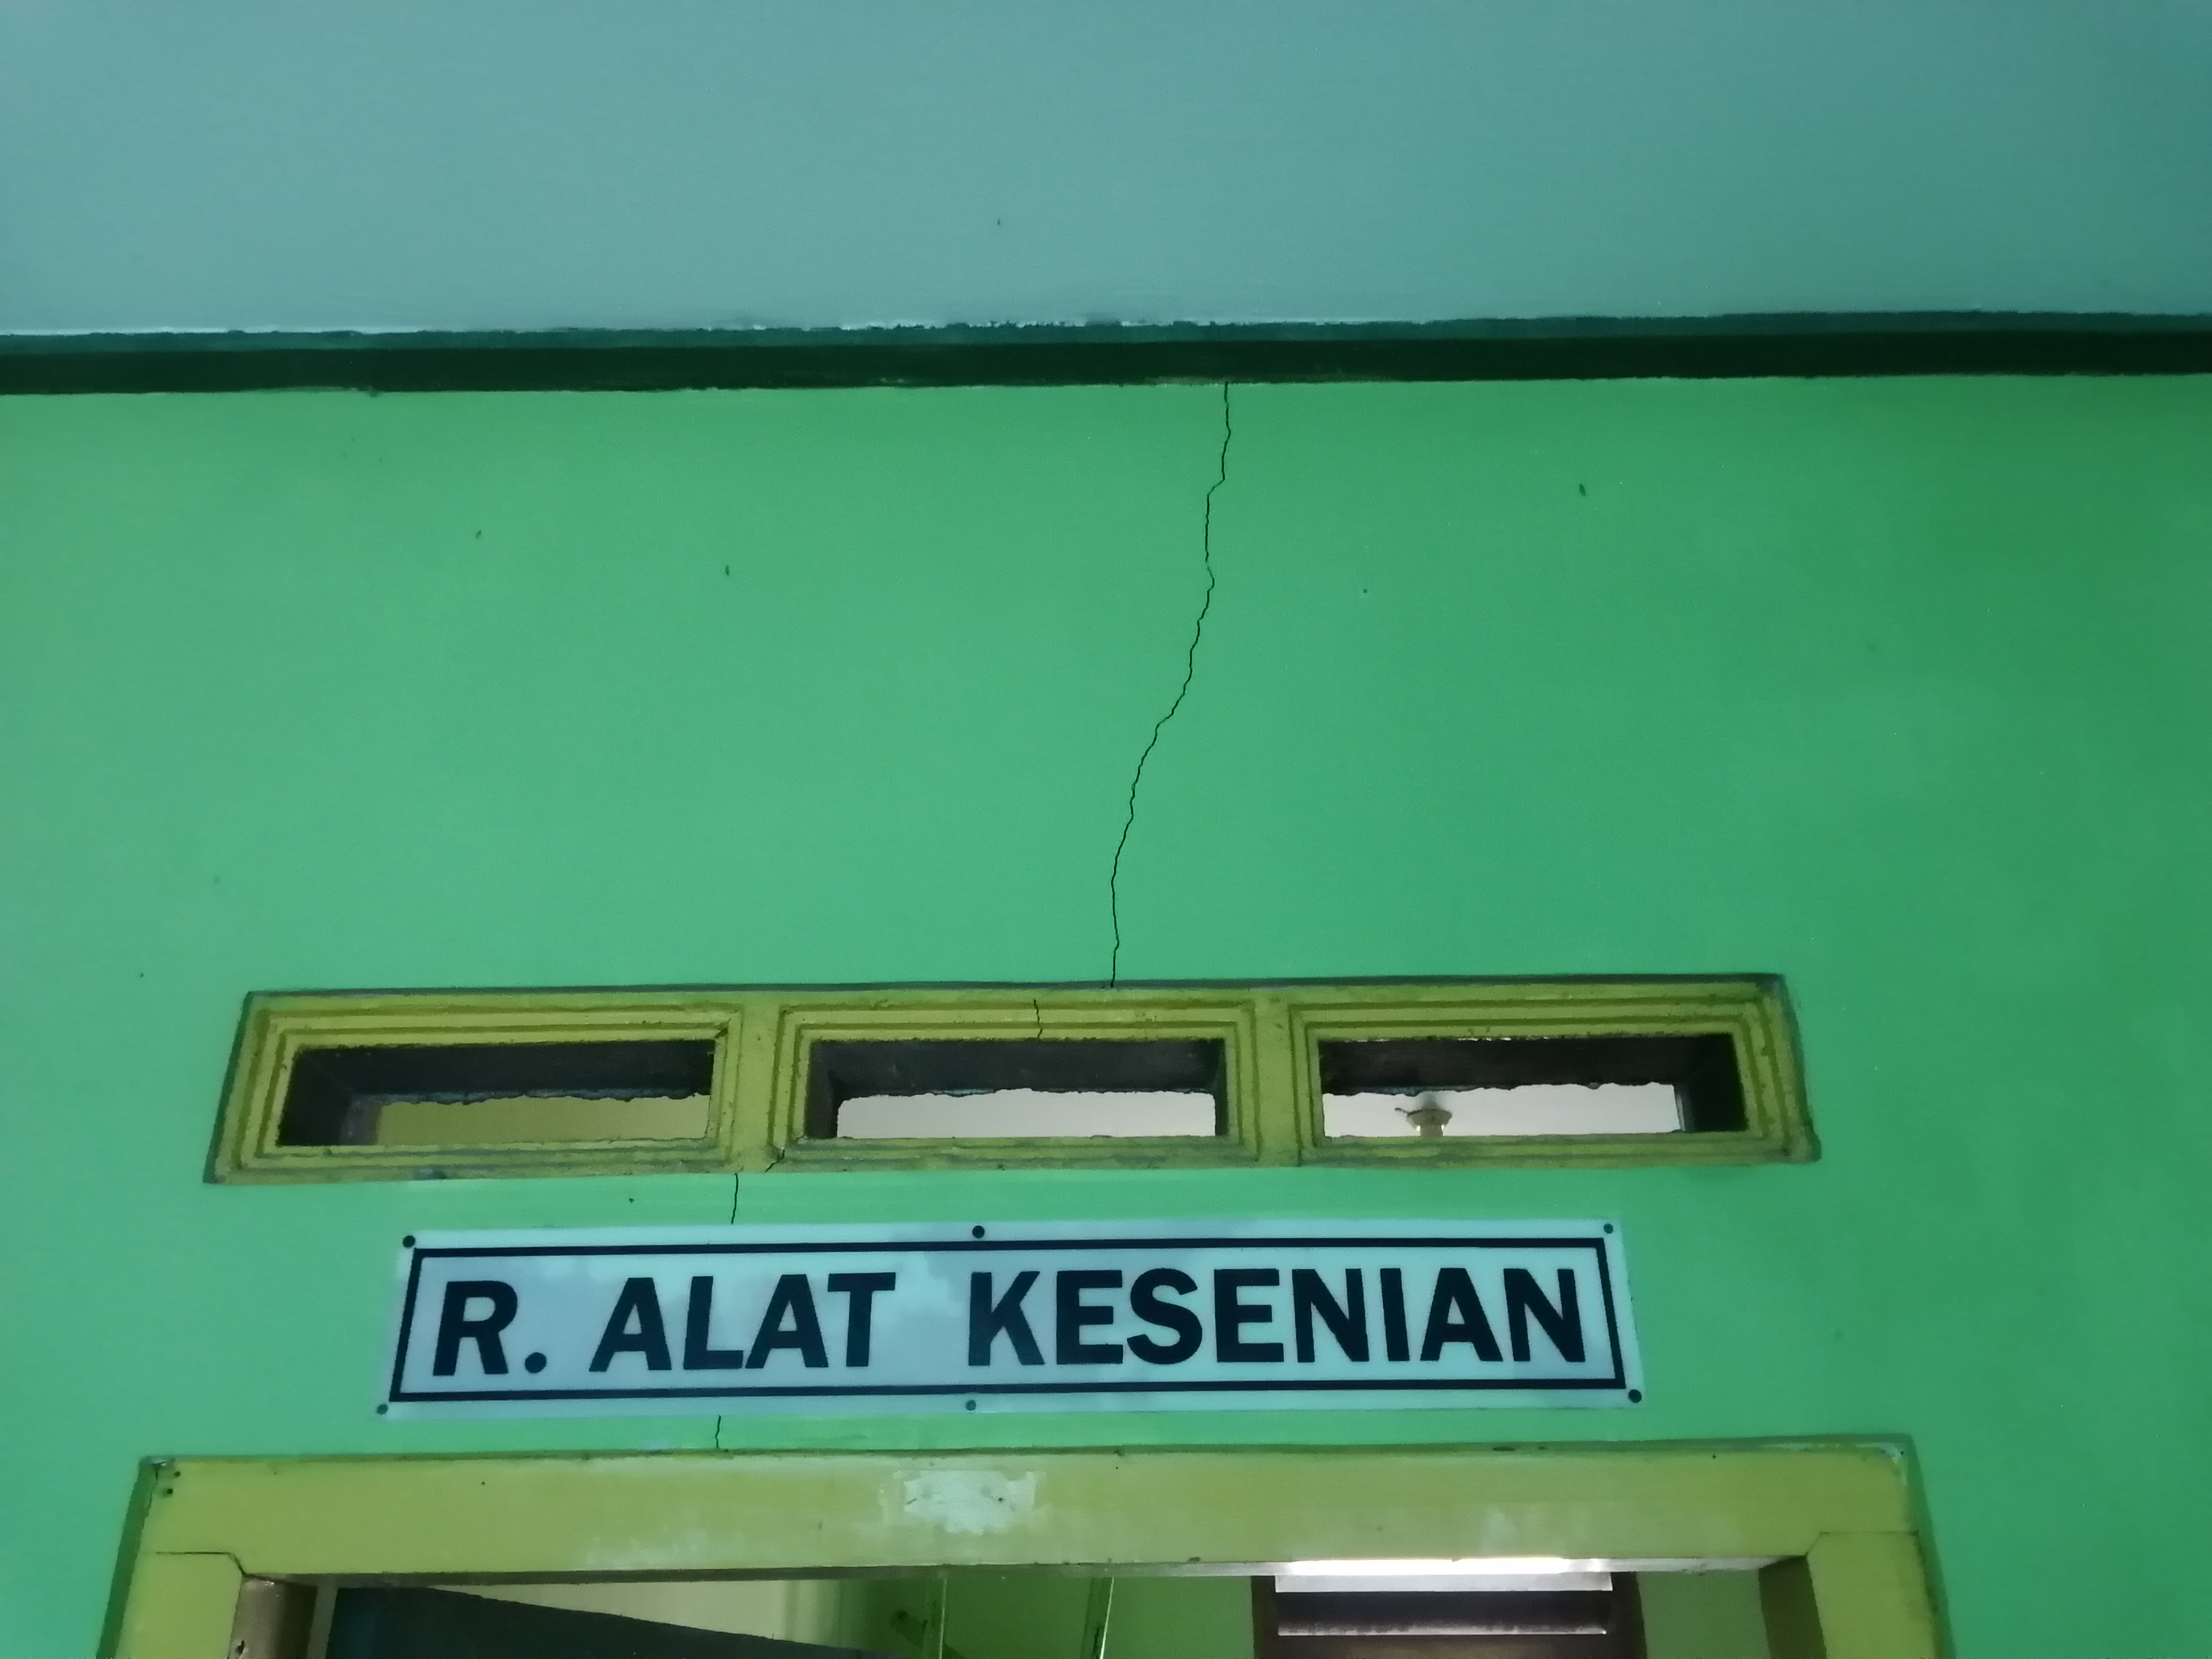 R. ALAT KESENIAN